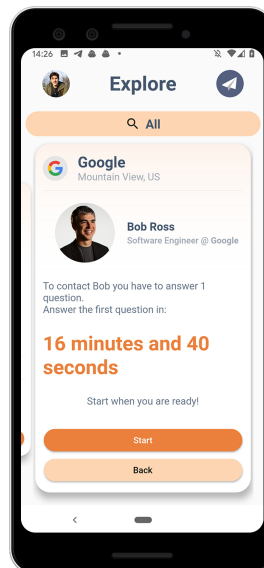 14:26
Explore
All
Google
Mountain View, US
Bob Ross
Software Engineer @ Google
To contact Bob you have to answer 1
question.
Answer the first question in:
16 minutes and 40
seconds
Start when you are ready!
Start
Back